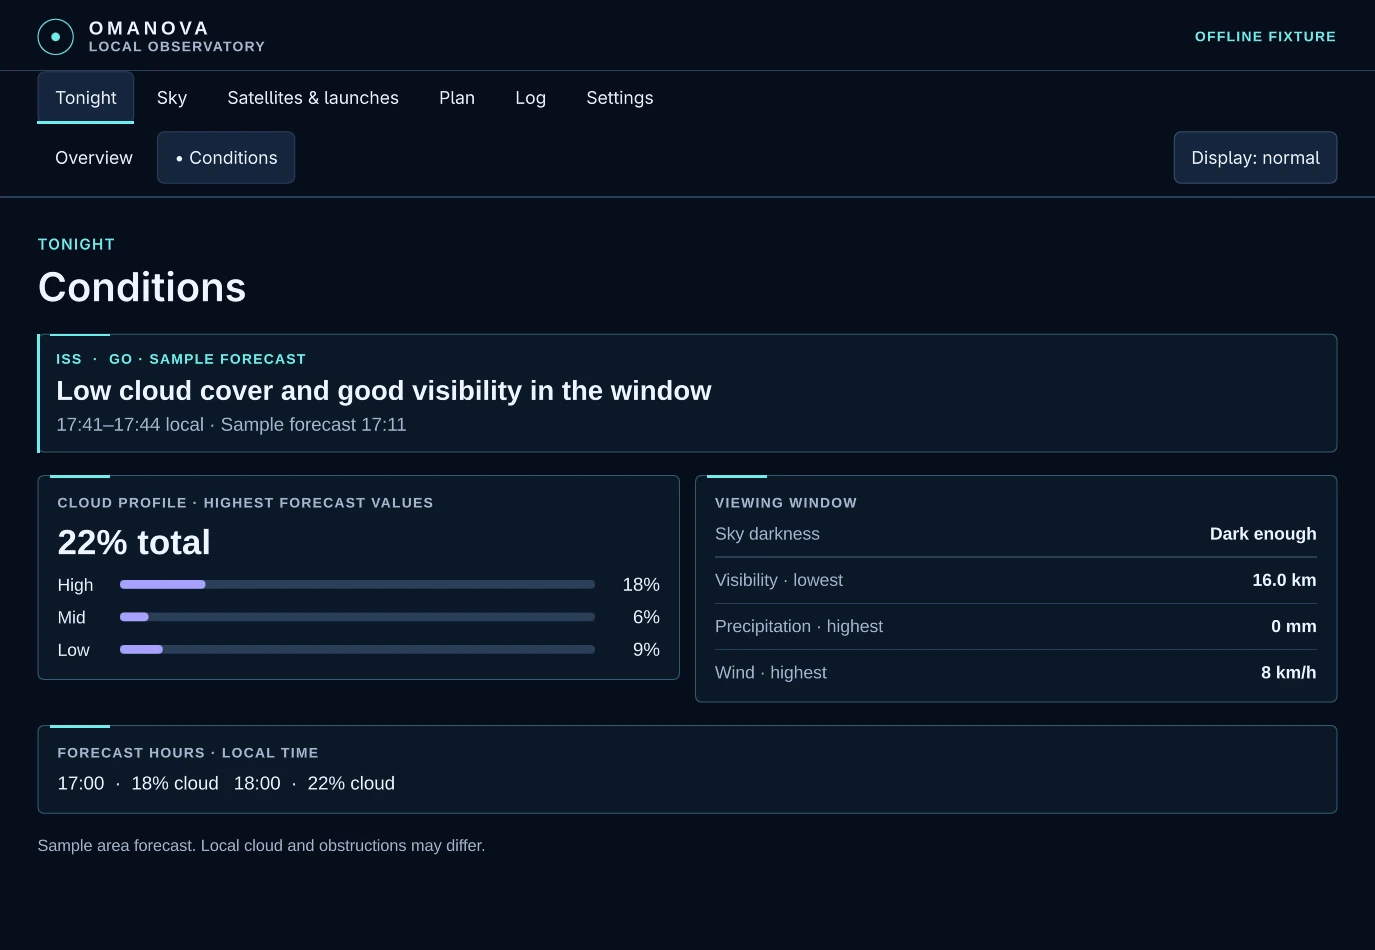 OMANOVA
LOCAL OBSERVATORY
OFFLINE FIXTURE
Tonight
Sky
Satellites & launches
Plan
Log
Settings
Overview
• Conditions
Display: normal
TONIGHT
Conditions
ISS · GO · SAMPLE FORECAST
Low cloud cover and good visibility in the window
17:41–17:44 local · Sample forecast 17:11
CLOUD PROFILE · HIGHEST FORECAST VALUES
22% total
High 18%
Mid 6%
Low 9%
VIEWING WINDOW
Sky darkness Dark enough
Visibility · lowest 16.0 km
Precipitation · highest 0 mm
Wind · highest 8 km/h
FORECAST HOURS · LOCAL TIME
17:00 · 18% cloud 18:00 · 22% cloud
Sample area forecast. Local cloud and obstructions may differ.